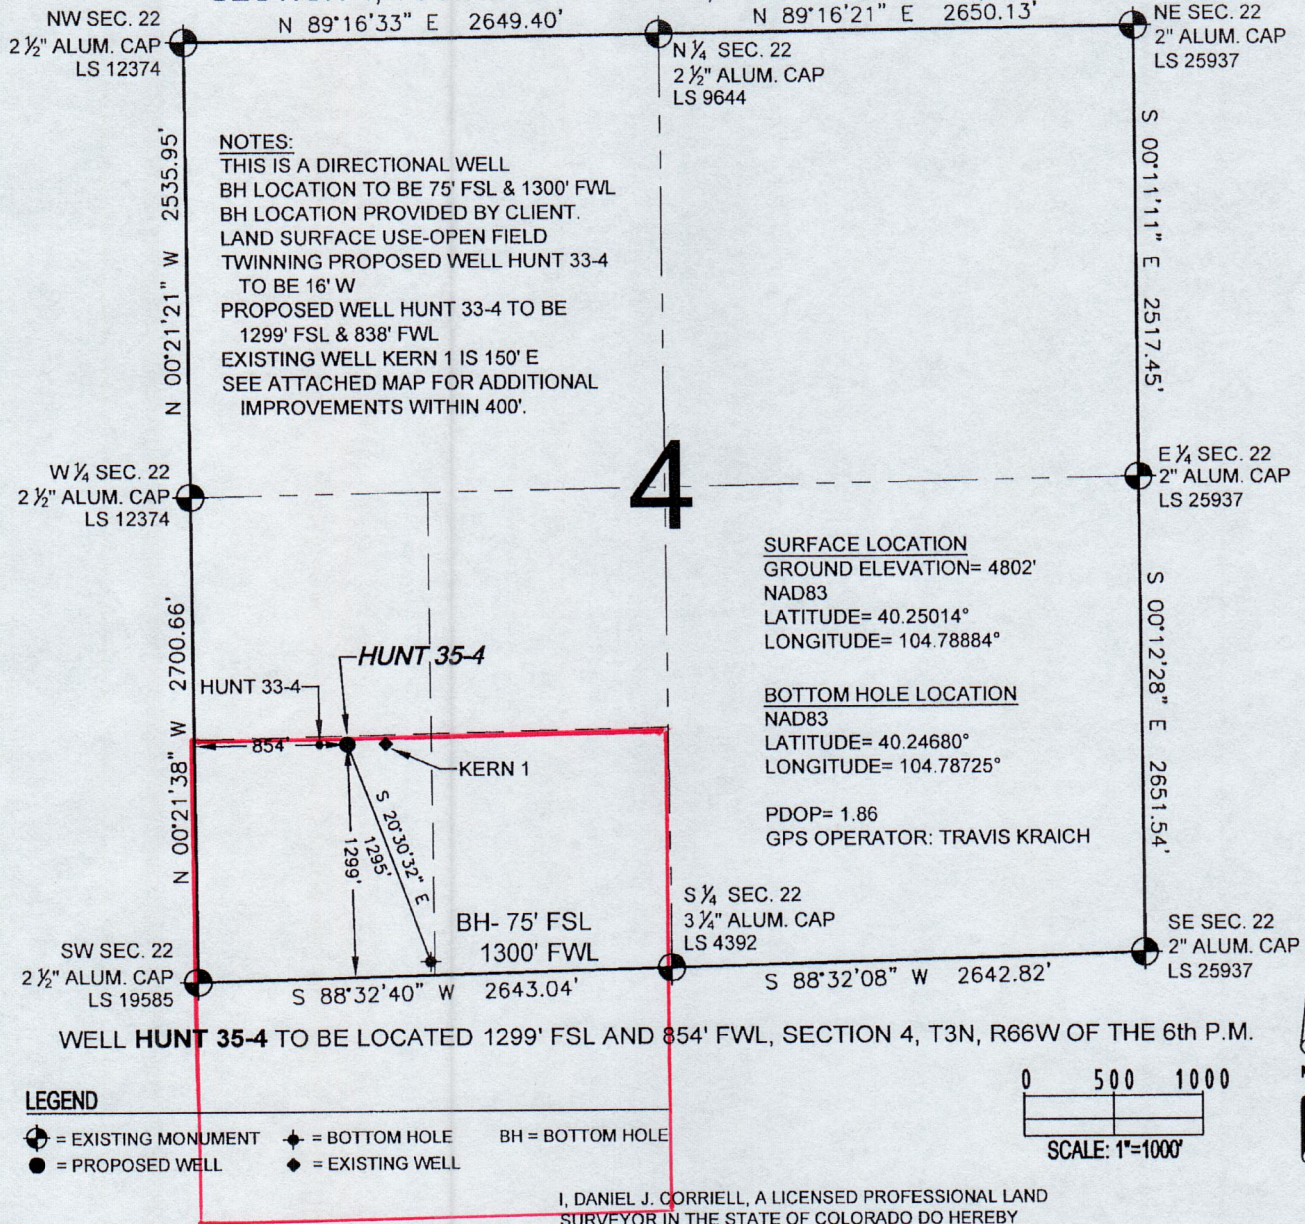 N 89°16'33" E 2649.40'
N 89°16'21" E 2650.13'
NW SEC. 22
2 ½" ALUM. CAP
LS 12374
N ¼ SEC. 22
2 ½" ALUM. CAP
LS 9644
NE SEC. 22
2" ALUM. CAP
LS 25937
NOTES:
THIS IS A DIRECTIONAL WELL
BH LOCATION TO BE 75' FSL & 1300' FWL
BH LOCATION PROVIDED BY CLIENT.
LAND SURFACE USE-OPEN FIELD
TWINNING PROPOSED WELL HUNT 33-4
TO BE 16' W
PROPOSED WELL HUNT 33-4 TO BE
1299' FSL & 838' FWL
EXISTING WELL KERN 1 IS 150' E
SEE ATTACHED MAP FOR ADDITIONAL
IMPROVEMENTS WITHIN 400'.
N 00°21'21" W 2535.95'
S 00°11'11" E 2517.45'
W ¼ SEC. 22
2 ½" ALUM. CAP
LS 12374
4
E ¼ SEC. 22
2" ALUM. CAP
LS 25937
SURFACE LOCATION
GROUND ELEVATION= 4802'
NAD83
LATITUDE= 40.25014°
LONGITUDE= 104.78884°
BOTTOM HOLE LOCATION
NAD83
LATITUDE= 40.24680°
LONGITUDE= 104.78725°
PDOP= 1.86
GPS OPERATOR: TRAVIS KRAICH
N 00°21'38" W 2700.66'
S 00°12'28" E 2651.54'
HUNT 35-4
HUNT 33-4
854'
KERN 1
S 20°30'32" E
1295'
1299'
BH- 75' FSL
1300' FWL
S ¼ SEC. 22
3 ¼" ALUM. CAP
LS 4392
SW SEC. 22
2 ½" ALUM. CAP
LS 19585
SE SEC. 22
2" ALUM. CAP
LS 25937
S 88°32'40" W 2643.04'
S 88°32'08" W 2642.82'
WELL HUNT 35-4 TO BE LOCATED 1299' FSL AND 854' FWL, SECTION 4, T3N, R66W OF THE 6th P.M.
LEGEND
= EXISTING MONUMENT = BOTTOM HOLE BH = BOTTOM HOLE
= PROPOSED WELL = EXISTING WELL
0 500 1000
SCALE: 1"=1000'
I, DANIEL J. CORRIELL, A LICENSED PROFESSIONAL LAND
SURVEYOR IN THE STATE OF COLORADO DO HEREBY